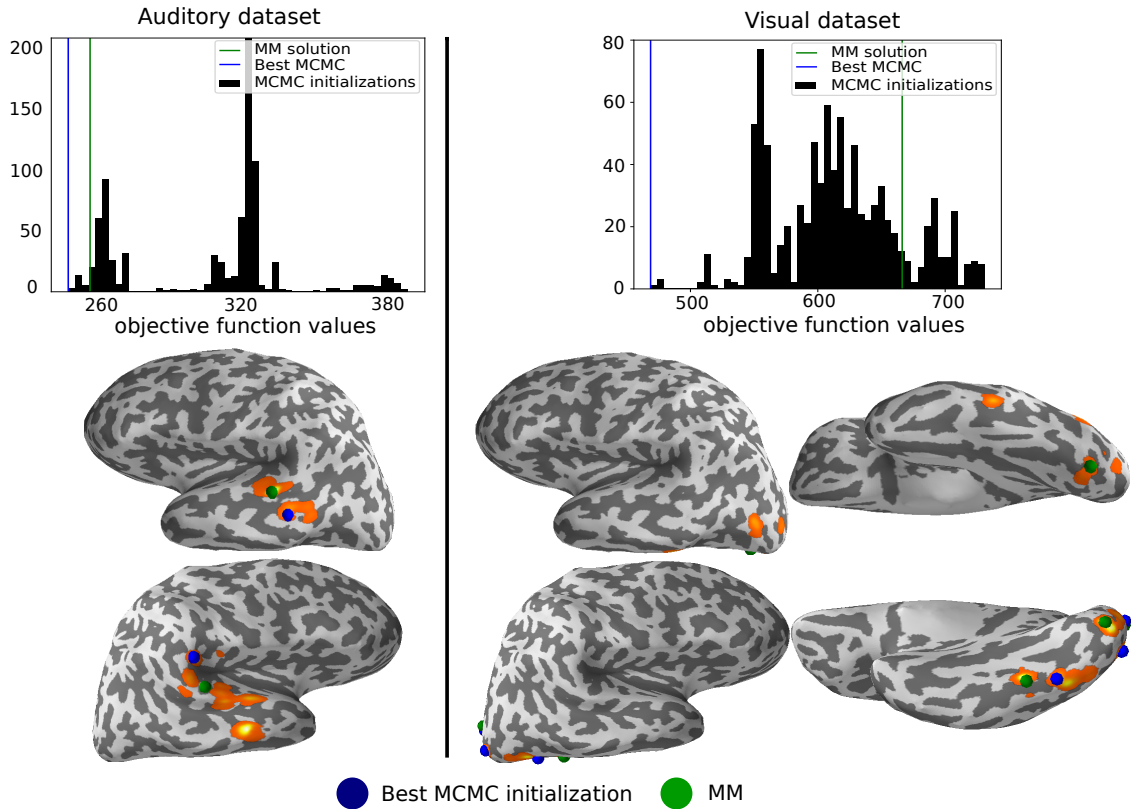 Auditory dataset
200
150
100
50
0
MM solution
Best MCMC
MCMC initializations
260
320
380
objective function values
Visual dataset
80
60
40
20
0
MM solution
Best MCMC
MCMC initializations
500
600
700
objective function values
Best MCMC initialization
MM